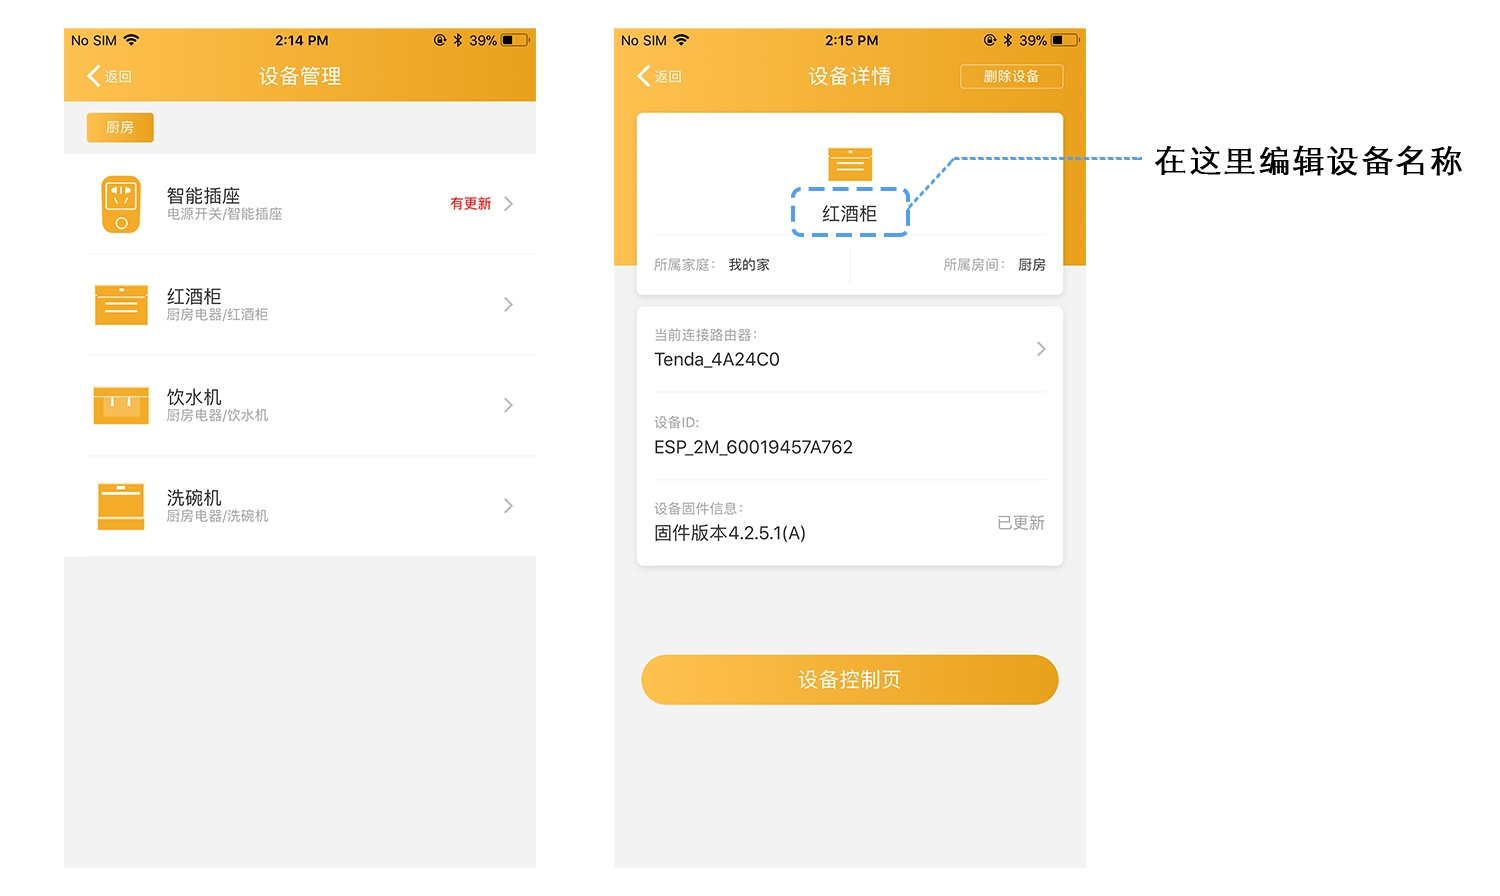 No SIM 2:14 PM 39%
返回 设备管理
厨房
智能插座
电源开关/智能插座
有更新
红酒柜
厨房电器/红酒柜
饮水机
厨房电器/饮水机
洗碗机
厨房电器/洗碗机
No SIM 2:15 PM 39%
返回 设备详情 删除设备
红酒柜
所属家庭： 我的家 所属房间： 厨房
当前连接路由器：
Tenda_4A24C0
设备ID:
ESP_2M_60019457A762
设备固件信息：
固件版本4.2.5.1(A)
已更新
设备控制页
在这里编辑设备名称